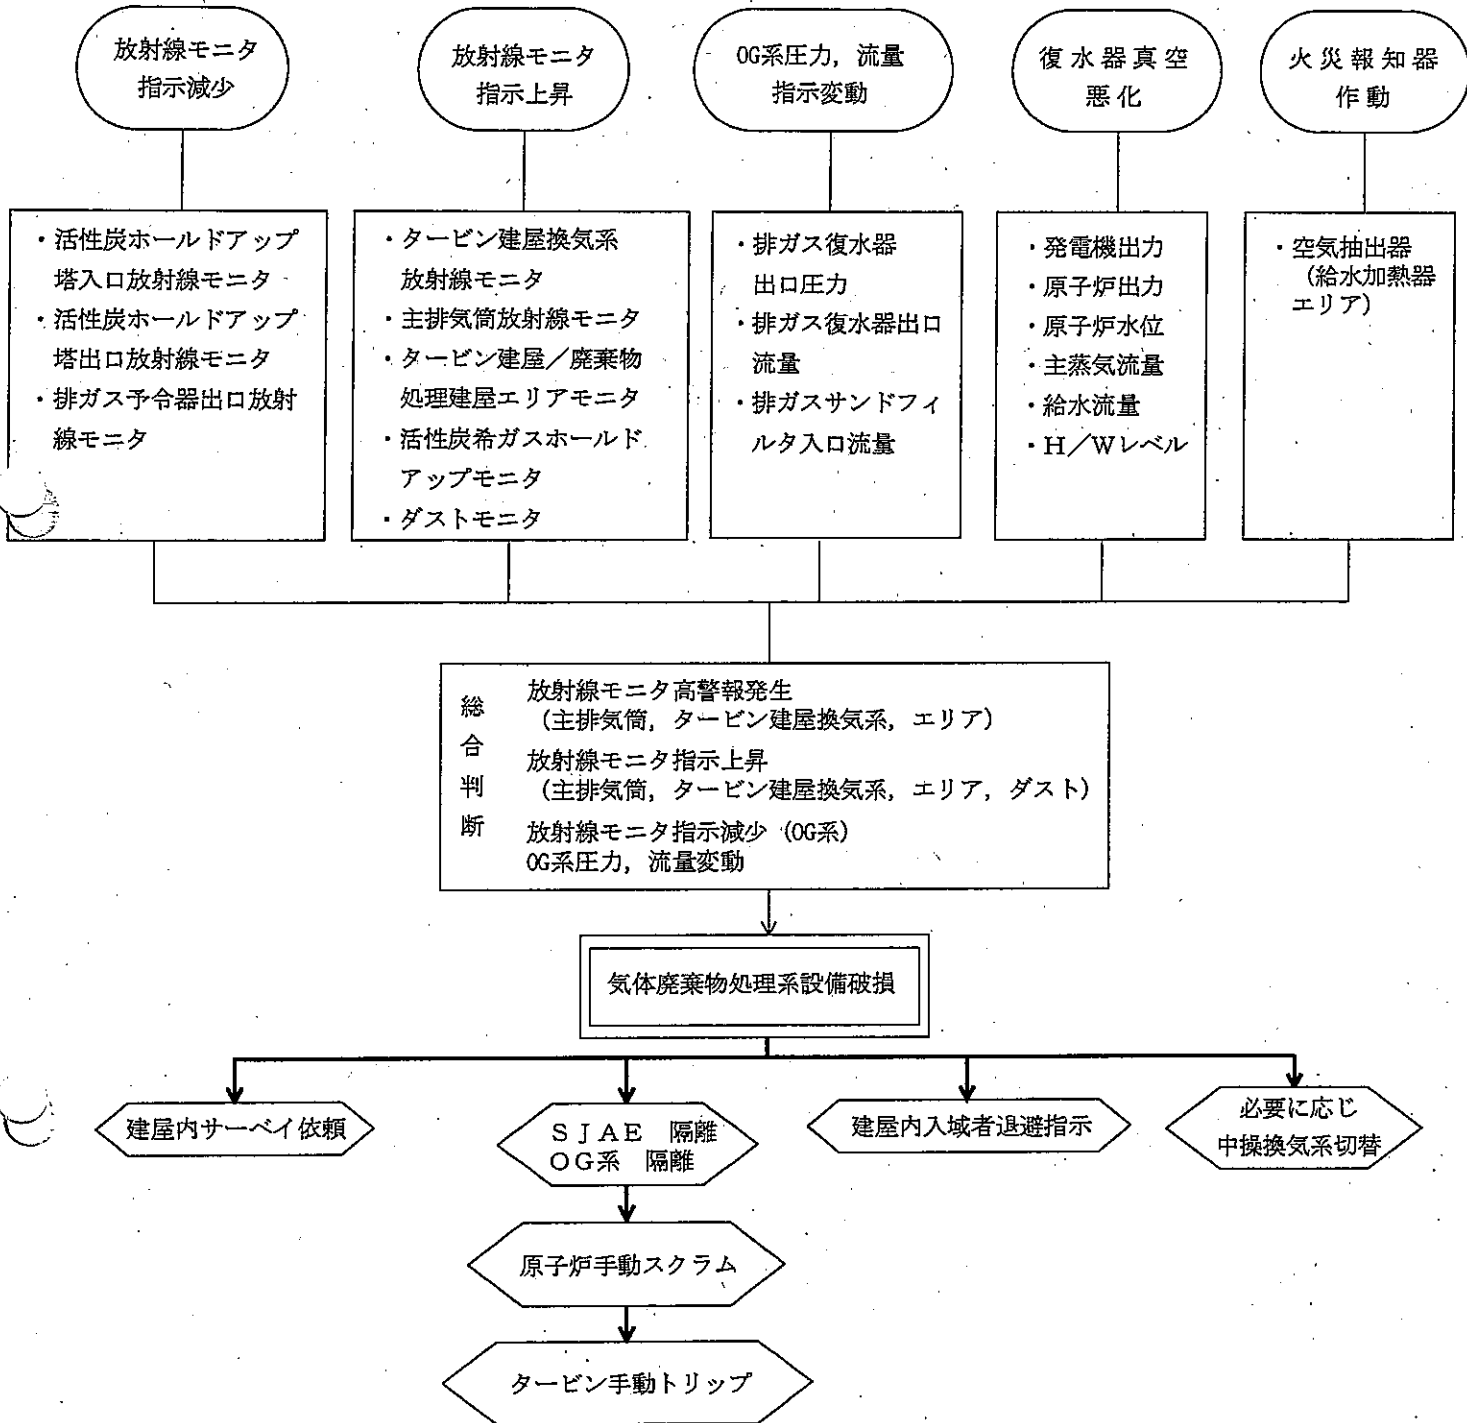 放射線モニタ
指示減少
放射線モニタ
指示上昇
OG系圧力，流量
指示変動
復水器真空
悪化
火災報知器
作動
・活性炭ホールドアップ
塔入口放射線モニタ
・活性炭ホールドアップ
塔出口放射線モニタ
・排ガス予令器出口放射
線モニタ
・タービン建屋換気系
放射線モニタ
・主排気筒放射線モニタ
・タービン建屋／廃棄物
処理建屋エリアモニタ
・活性炭希ガスホールド
アップモニタ
・ダストモニタ
・排ガス復水器
出口圧力
・排ガス復水器出口
流量
・排ガスサンドフィ
ルタ入口流量
・発電機出力
・原子炉出力
・原子炉水位
・主蒸気流量
・給水流量
・H／Wレベル
・空気抽出器
（給水加熱器
エリア）
総合判断
放射線モニタ高警報発生
（主排気筒，タービン建屋換気系，エリア）
放射線モニタ指示上昇
（主排気筒，タービン建屋換気系，エリア，ダスト）
放射線モニタ指示減少（OG系）
OG系圧力，流量変動
気体廃棄物処理系設備破損
建屋内サーベイ依頼
SJAE　隔離
OG系　隔離
建屋内入域者退避指示
必要に応じ
中操換気系切替
原子炉手動スクラム
タービン手動トリップ